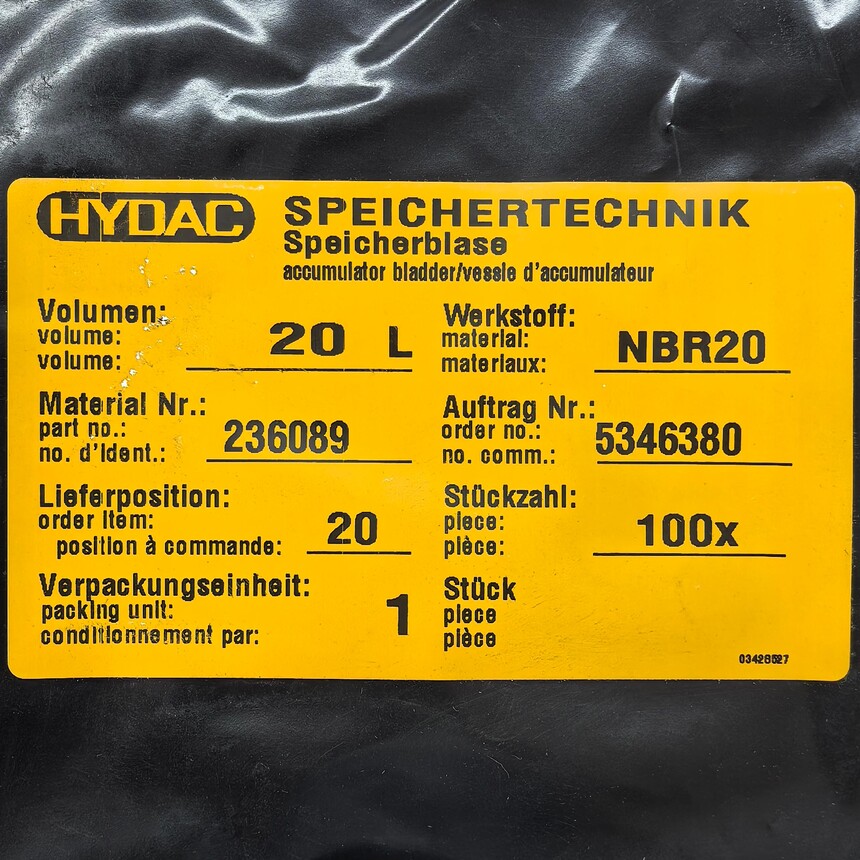 HYDAC
SPEICHERTECHNIK
Speicherblase
accumulator bladder/vessie d'accumulateur
Volumen:
volume:
volume:
20 L
Werkstoff:
material:
materiaux:
NBR20
Material Nr.:
part no.:
no. d'ident.:
236089
Auftrag Nr.:
order no.:
no. comm.:
5346380
Lieferposition:
order item:
position à commande:
20
Stückzahl:
piece:
pièce:
100x
Verpackungseinheit:
packing unit:
conditionnement par:
1
Stück
piece
pièce